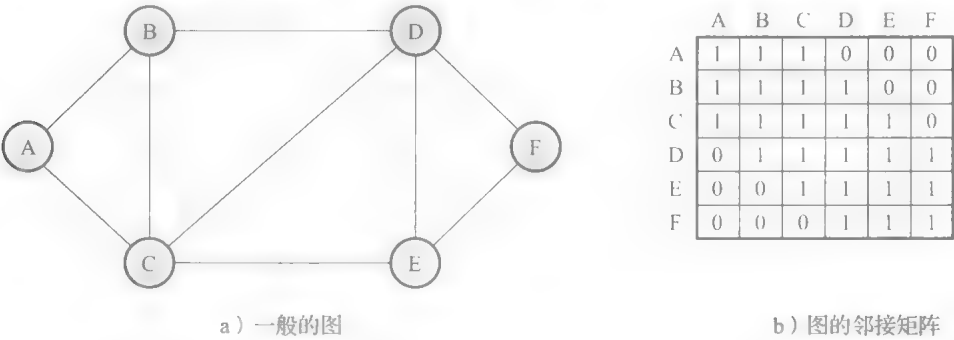 B
D
A
F
C
E
a）一般的图
A B C D E F
A 1 1 1 0 0 0
B 1 1 1 1 0 0
C 1 1 1 1 1 0
D 0 1 1 1 1 1
E 0 0 1 1 1 1
F 0 0 0 1 1 1
b）图的邻接矩阵